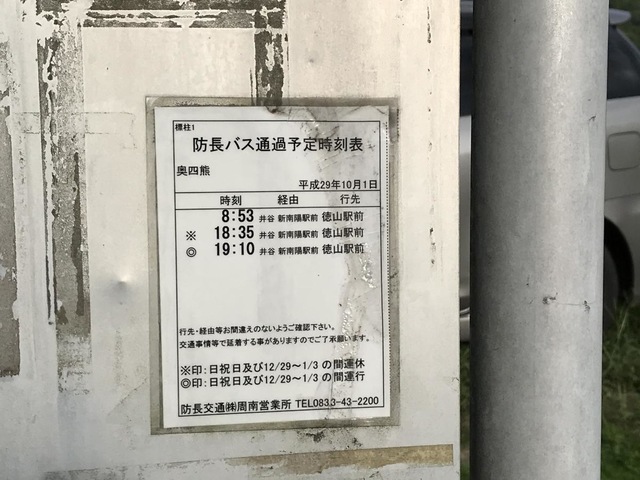 標柱1
防長バス通過予定時刻表
奥四熊
平成29年10月1日
時刻 経由 行先
8:53 井谷 新南陽駅前 徳山駅前
※ 18:35 井谷 新南陽駅前 徳山駅前
◎ 19:10 井谷 新南陽駅前 徳山駅前
行先・経由等お間違えのないようご確認下さい。
交通事情等で延着する事がありますのでご了承願います。
※印:日祝日及び12/29～1/3 の間運休
◎印:日祝日及び12/29～1/3 の間運行
防長交通㈱周南営業所 TEL0833-43-2200